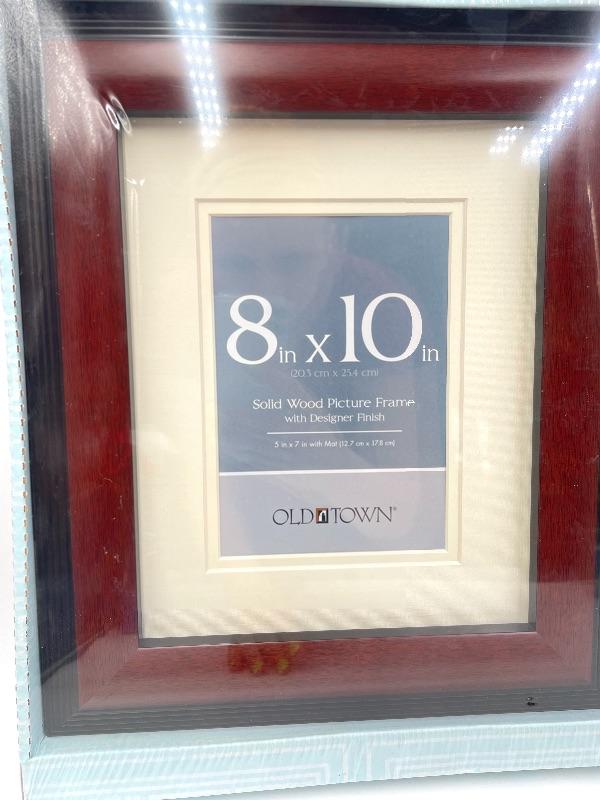 8in x 10in
(20.3 cm x 25.4 cm)
Solid Wood Picture Frame
with Designer Finish
5 in x 7 in with Mat (12.7 cm x 17.8 cm)
OLD TOWN®